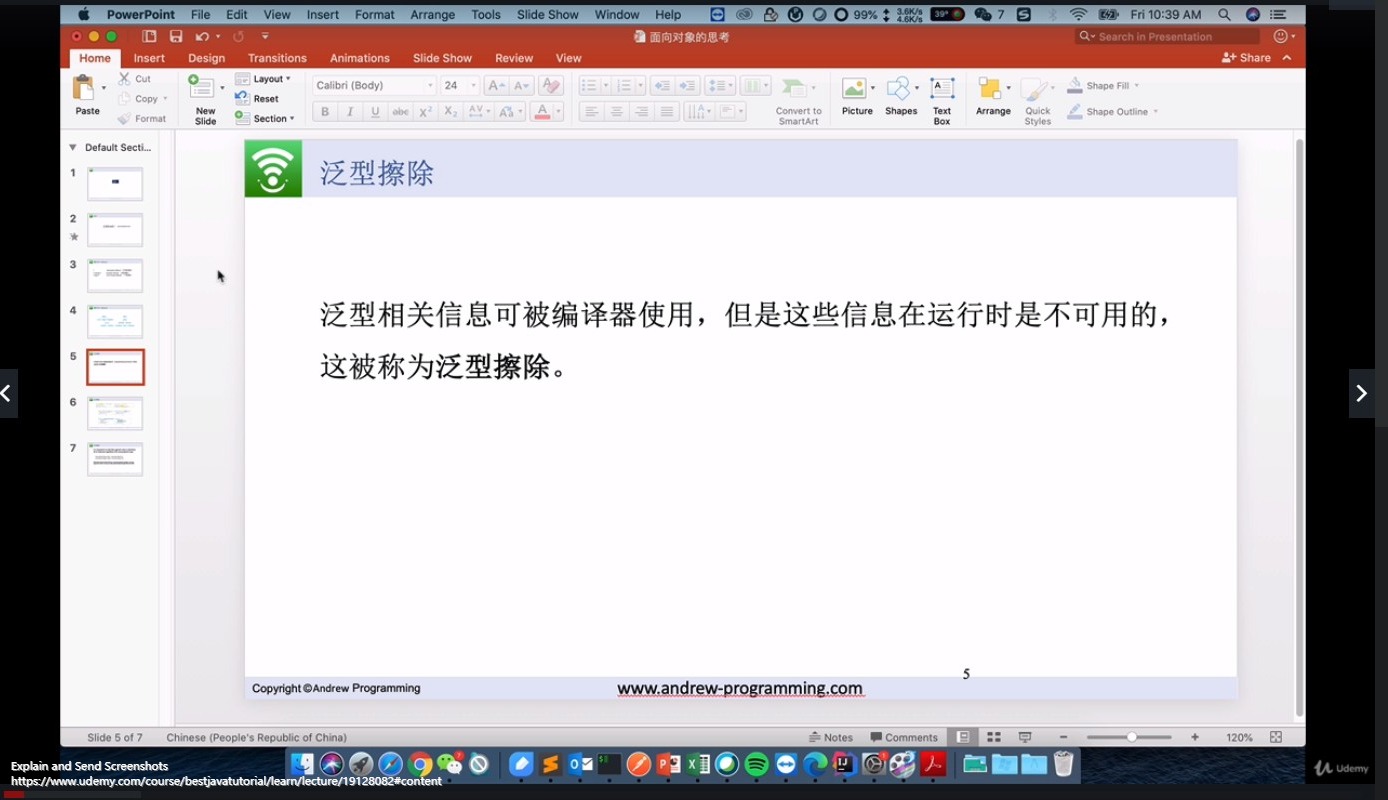 PowerPoint File Edit View Insert Format Arrange Tools Slide Show Window Help 99% 3.6K/s 4.6K/s 39° 7 Fri 10:39 AM
面向对象的思考
Search in Presentation
Home Insert Design Transitions Animations Slide Show Review View Share
Paste Cut Copy Format
New Slide Layout Reset Section
Calibri (Body) 24
Convert to SmartArt
Picture Shapes Text Box Arrange Quick Styles Shape Fill Shape Outline
Default Secti...
1
2
3
4
5
6
7
泛型擦除
泛型相关信息可被编译器使用，但是这些信息在运行时是不可用的，
这被称为泛型擦除。
5
Copyright ©Andrew Programming www.andrew-programming.com
Slide 5 of 7 Chinese (People's Republic of China) Notes Comments 120%
Explain and Send Screenshots
https://www.udemy.com/course/bestjavatutorial/learn/lecture/19128082#content
Udemy